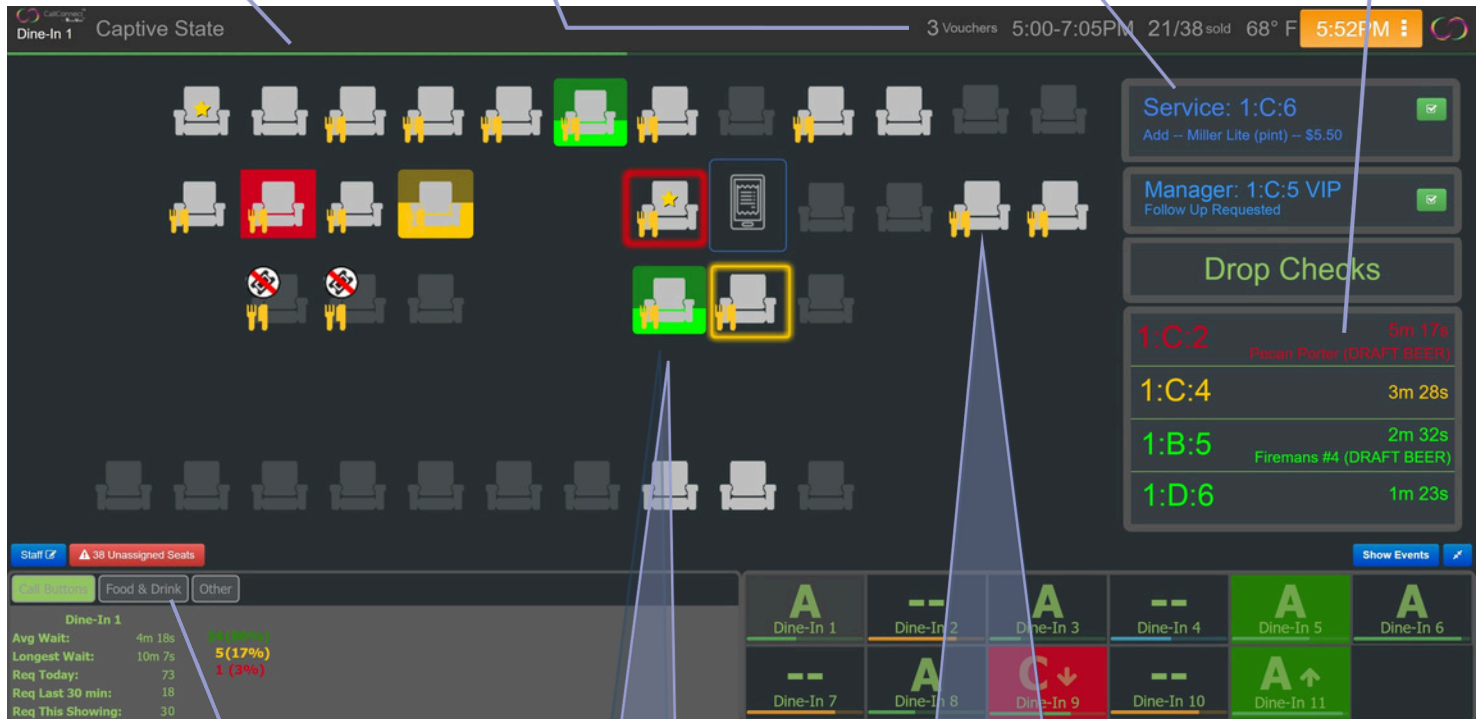 CallConnect
Dine-In 1
Captive State
3 Vouchers 5:00-7:05PM 21/38 sold 68° F 5:52PM
Service: 1:C:6
Add -- Miller Lite (pint) -- $5.50
Manager: 1:C:5 VIP
Follow Up Requested
Drop Checks
1:C:2 5m 17s
Pecan Porter (DRAFT BEER)
1:C:4 3m 28s
1:B:5 2m 32s
Firemans #4 (DRAFT BEER)
1:D:6 1m 23s
Staff 38 Unassigned Seats
Show Events
Call Buttons Food & Drink Other
Dine-In 1
Avg Wait: 4m 18s
Longest Wait: 10m 7s 5(17%)
Req Today: 73 1 (3%)
Req Last 30 min: 18
Req This Showing: 30
A -- A -- A A
Dine-In 1 Dine-In 2 Dine-In 3 Dine-In 4 Dine-In 5 Dine-In 6
-- A C↓ -- A↑
Dine-In 7 Dine-In 8 Dine-In 9 Dine-In 10 Dine-In 11